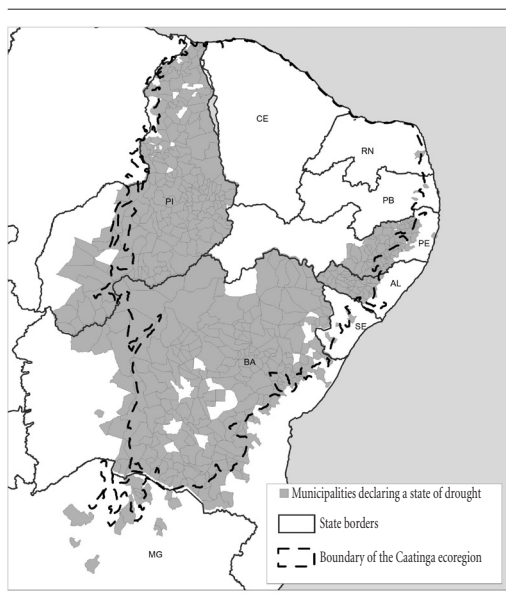 CE
RN
PB
PI
PE
AL
SE
BA
Municipalities declaring a state of drought
State borders
Boundary of the Caatinga ecoregion
MG